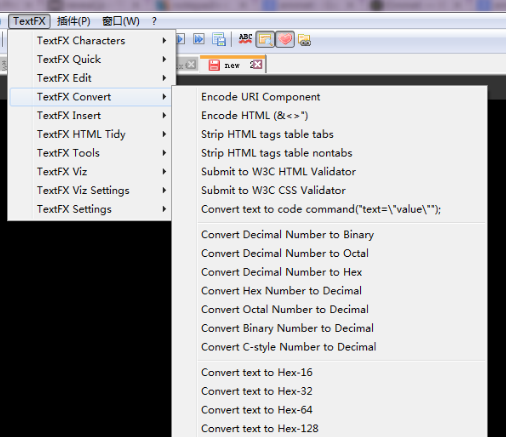 TextFX 插件(P) 窗口(W) ?
TextFX Characters
TextFX Quick
TextFX Edit
TextFX Convert
TextFX Insert
TextFX HTML Tidy
TextFX Tools
TextFX Viz
TextFX Viz Settings
TextFX Settings
ABC
new 2
Encode URI Component
Encode HTML (&<>")
Strip HTML tags table tabs
Strip HTML tags table nontabs
Submit to W3C HTML Validator
Submit to W3C CSS Validator
Convert text to code command("text=\"value\"");
Convert Decimal Number to Binary
Convert Decimal Number to Octal
Convert Decimal Number to Hex
Convert Hex Number to Decimal
Convert Octal Number to Decimal
Convert Binary Number to Decimal
Convert C-style Number to Decimal
Convert text to Hex-16
Convert text to Hex-32
Convert text to Hex-64
Convert text to Hex-128